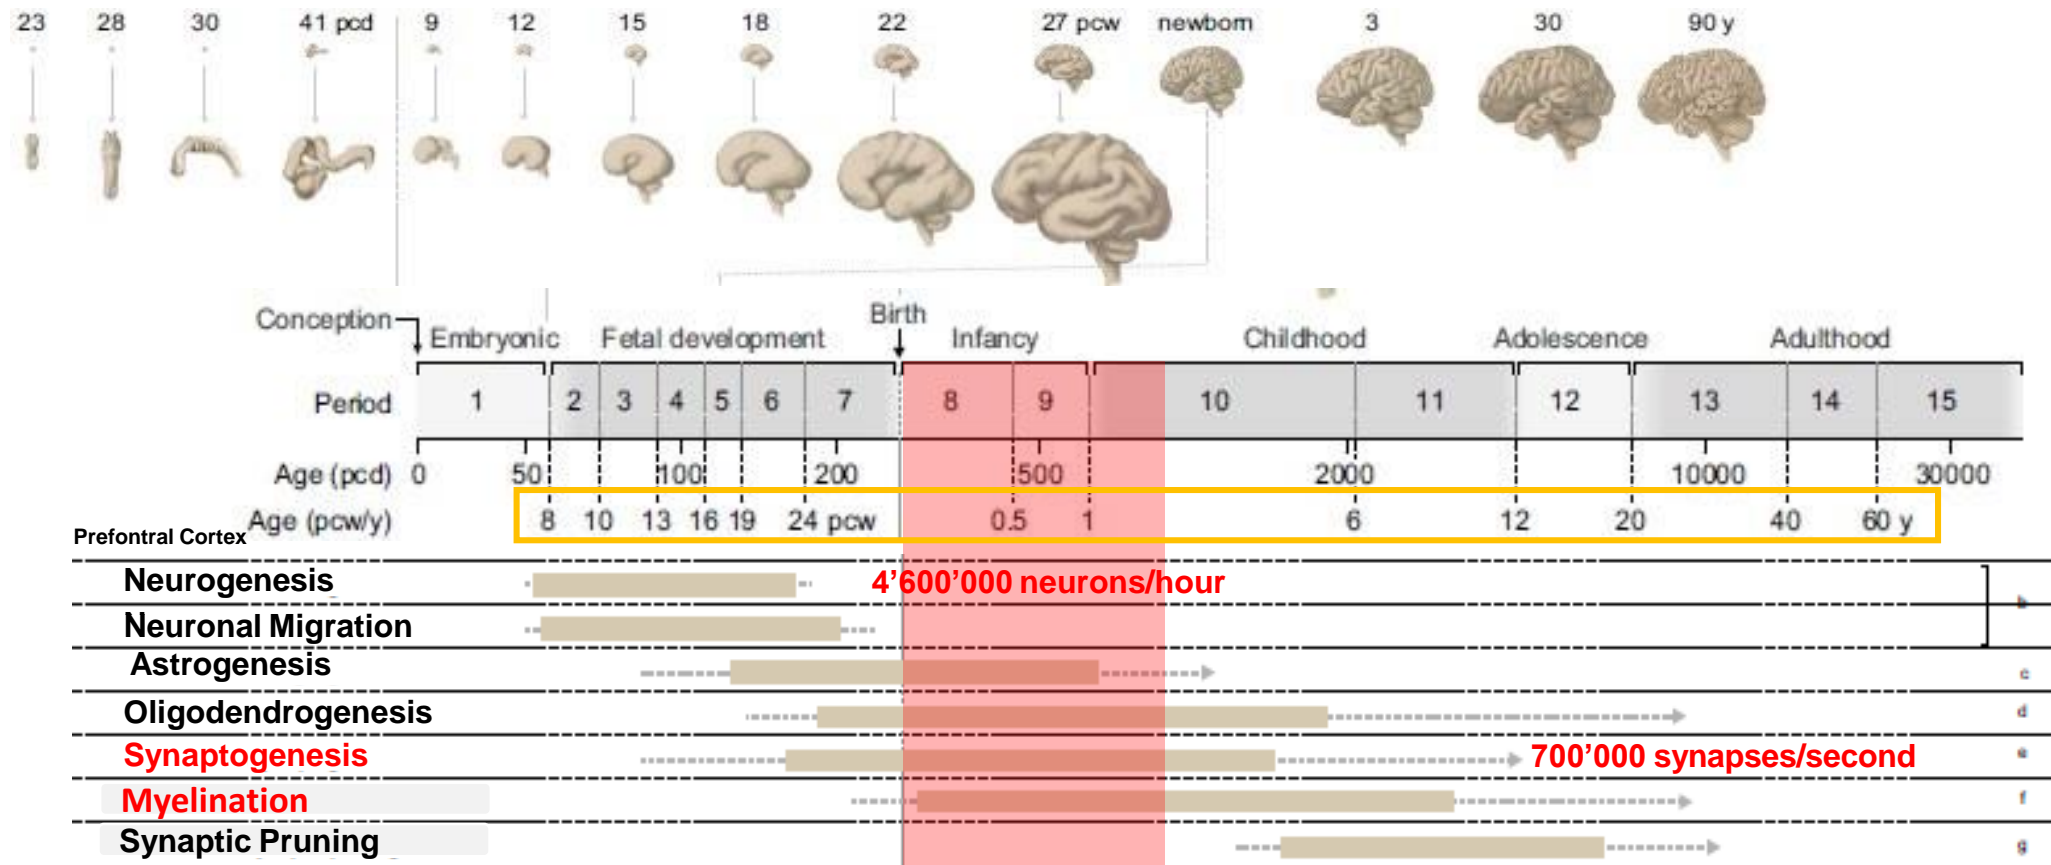 23 28 30 41 pcd 9 12 15 18 22 27 pcw newborn 3 30 90 y
Conception
Birth
Embryonic Fetal development Infancy Childhood Adolescence Adulthood
Period 1 2 3 4 5 6 7 8 9 10 11 12 13 14 15
Age (pcd) 0 50 100 200 500 2000 10000 30000
Age (pcw/y) 8 10 13 16 19 24 pcw 0.5 1 6 12 20 40 60 y
Prefontral Cortex
Neurogenesis 4’600’000 neurons/hour
b
Neuronal Migration
Astrogenesis c
Oligodendrogenesis d
Synaptogenesis 700’000 synapses/second e
Myelination f
Synaptic Pruning g